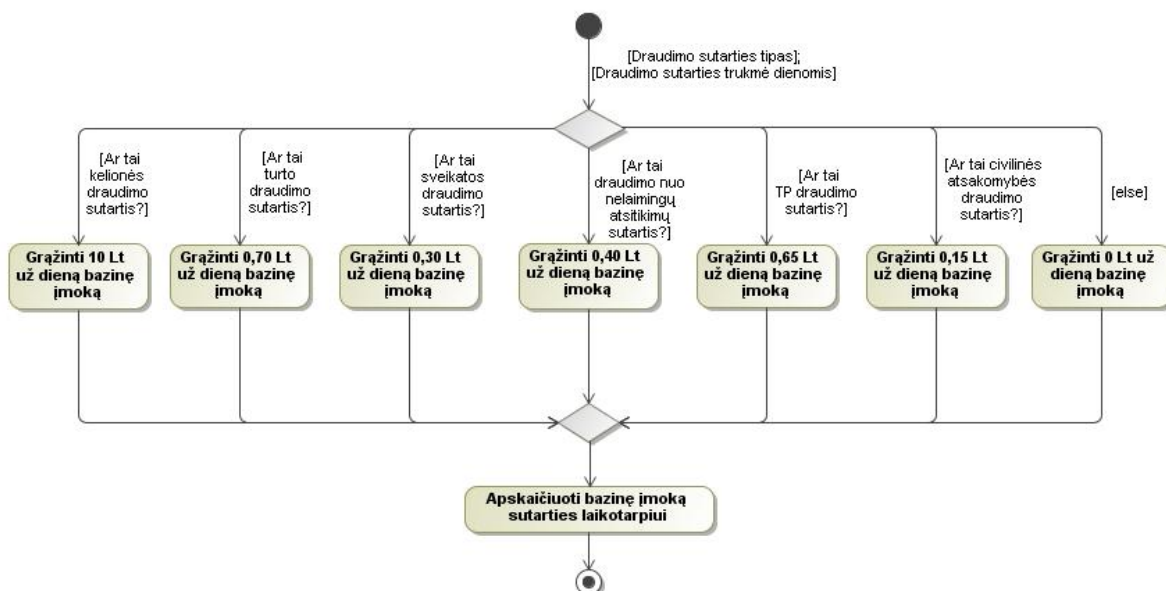 [Draudimo sutarties tipas];
[Draudimo sutarties trukmė dienomis]
[Ar tai
kelionės
draudimo
sutartis?]
[Ar tai
turto
draudimo
sutartis?]
[Ar tai
sveikatos
draudimo
sutartis?]
[Ar tai
draudimo nuo
nelaimingų
atsitikimų
sutartis?]
[Ar tai
TP draudimo
sutartis?]
[Ar tai civilinės
atsakomybės
draudimo
sutartis?]
[else]
Grąžinti 10 Lt
už dieną bazinę
įmoką
Grąžinti 0,70 Lt
už dieną bazinę
įmoką
Grąžinti 0,30 Lt
už dieną bazinę
įmoką
Grąžinti 0,40 Lt
už dieną bazinę
įmoką
Grąžinti 0,65 Lt
už dieną bazinę
įmoką
Grąžinti 0,15 Lt
už dieną bazinę
įmoką
Grąžinti 0 Lt už
dieną bazinę
įmoką
Apskaičiuoti bazinę įmoką
sutarties laikotarpiui